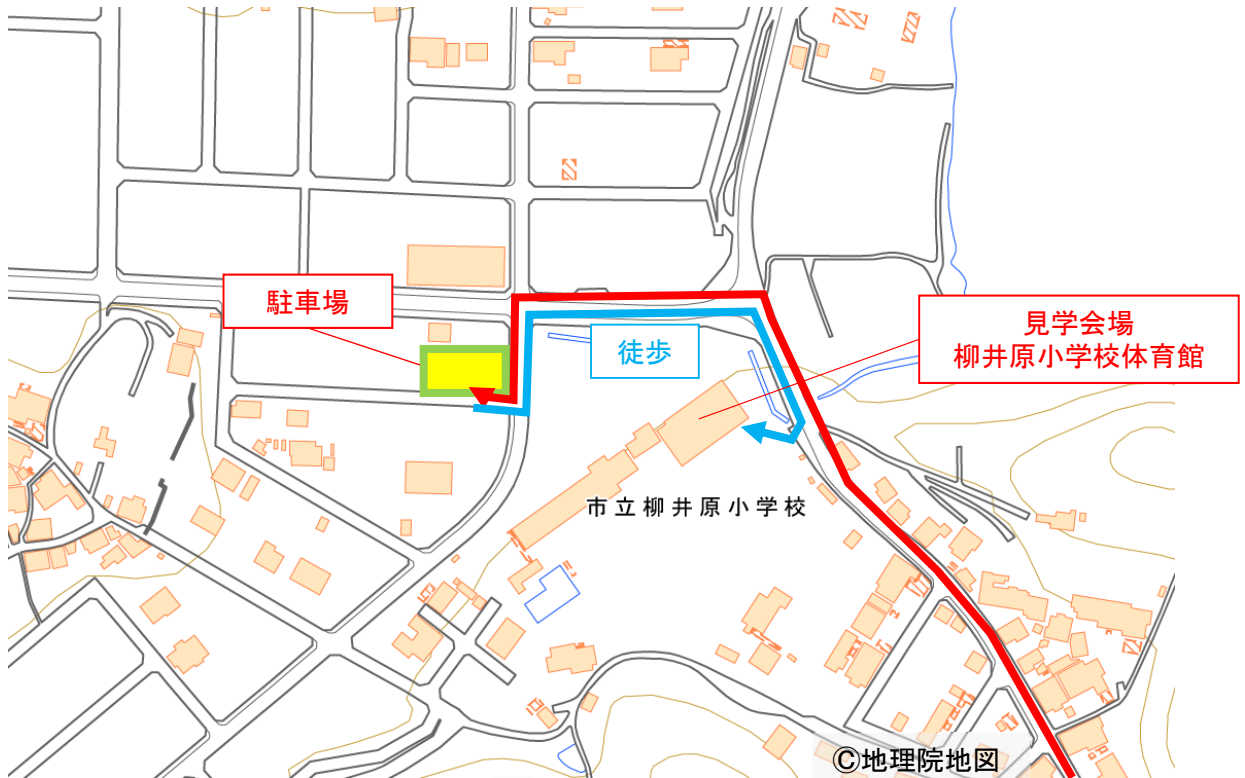 駐車場
見学会場
柳井原小学校体育館
徒歩
市立柳井原小学校
©地理院地図